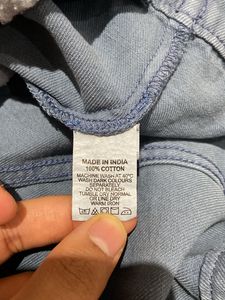 MADE IN INDIA
100% COTTON
MACHINE WASH AT 40°C
WASH DARK COLOURS
SEPARATELY
DO NOT BLEACH
TUMBLE DRY NORMAL
OR LINE DRY
WARM IRON